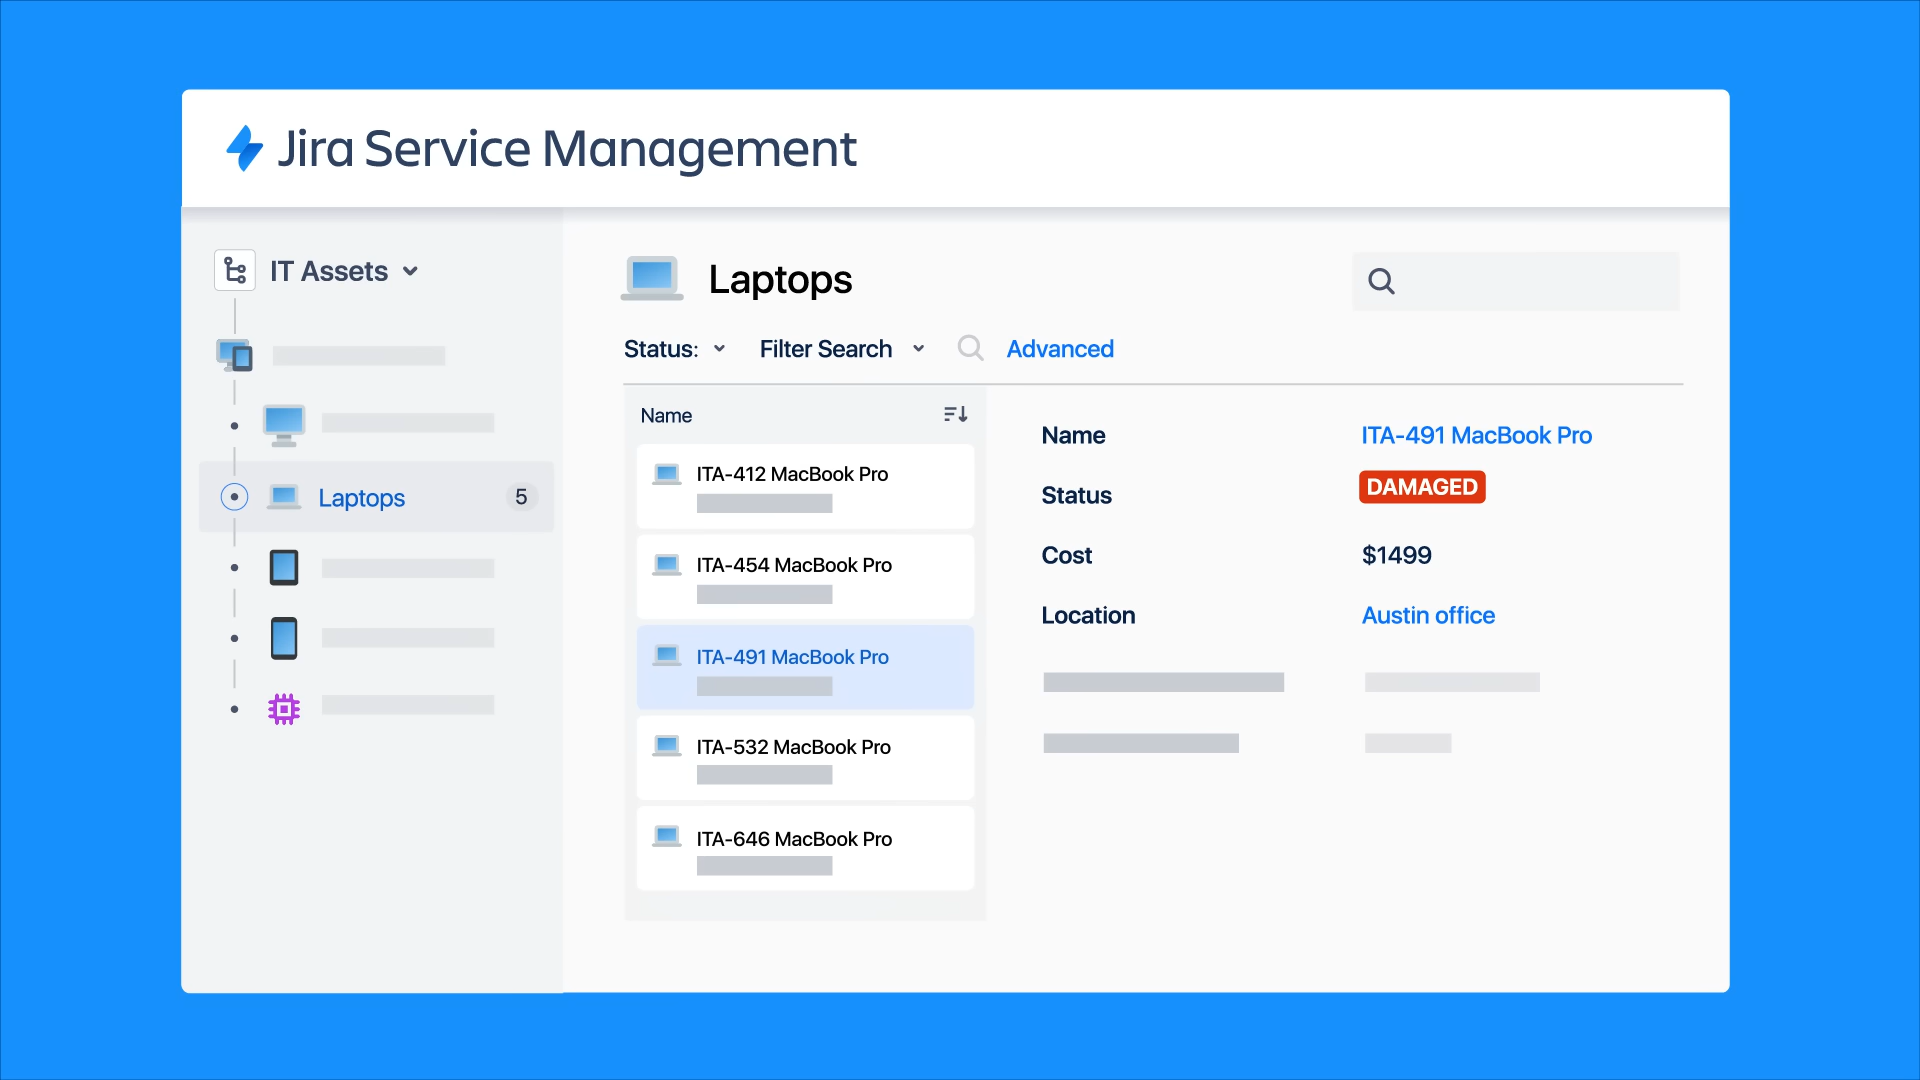 Jira Service Management
IT Assets
Laptops 5
Laptops
Status: Filter Search Advanced
Name
ITA-412 MacBook Pro
ITA-454 MacBook Pro
ITA-491 MacBook Pro
ITA-532 MacBook Pro
ITA-646 MacBook Pro
Name ITA-491 MacBook Pro
Status DAMAGED
Cost $1499
Location Austin office